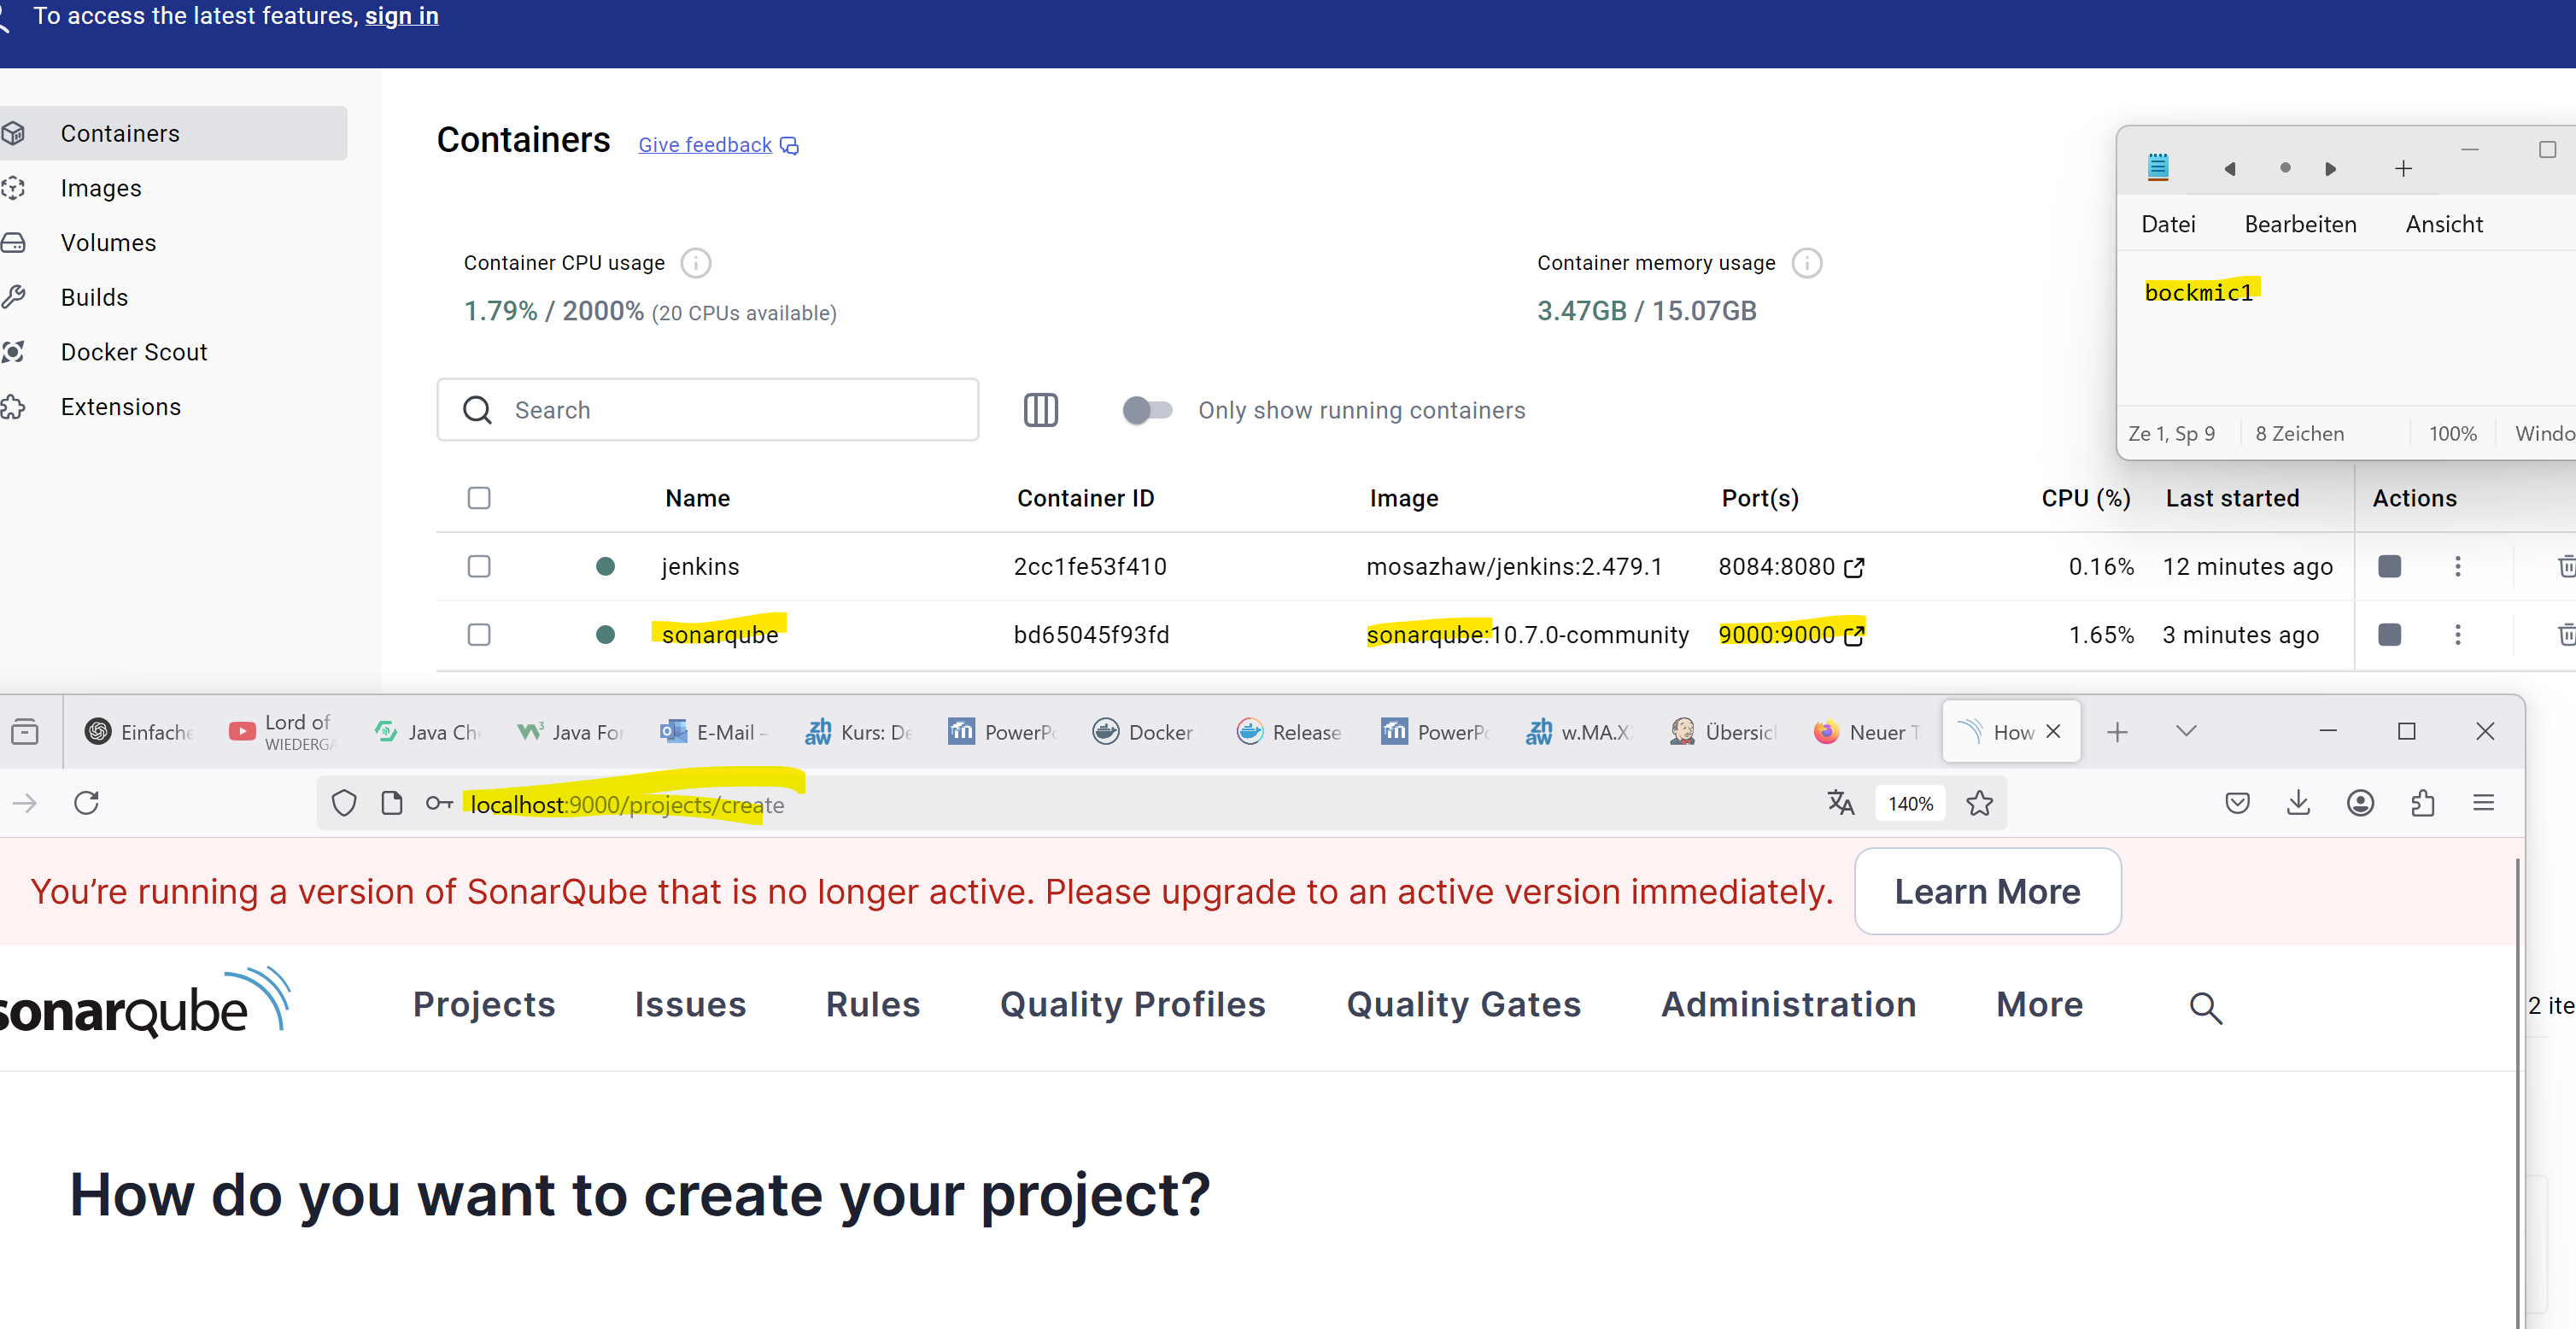 To access the latest features, sign in
Containers
Images
Volumes
Builds
Docker Scout
Extensions
Containers Give feedback
Container CPU usage
1.79% / 2000% (20 CPUs available)
Container memory usage
3.47GB / 15.07GB
Search
Only show running containers
Datei Bearbeiten Ansicht
bockmic1
Ze 1, Sp 9 8 Zeichen 100% Windo
Name Container ID Image Port(s) CPU (%) Last started Actions
jenkins 2cc1fe53f410 mosazhaw/jenkins:2.479.1 8084:8080 0.16% 12 minutes ago
sonarqube bd65045f93fd sonarqube:10.7.0-community 9000:9000 1.65% 3 minutes ago
Einfache Lord of WIEDERGA Java Che Java For E-Mail – zhaw Kurs: De PowerPo Docker Release PowerPo zhaw w.MA.X Übersic Neuer T How
localhost:9000/projects/create 140%
You're running a version of SonarQube that is no longer active. Please upgrade to an active version immediately. Learn More
sonarqube Projects Issues Rules Quality Profiles Quality Gates Administration More
2 ite
How do you want to create your project?